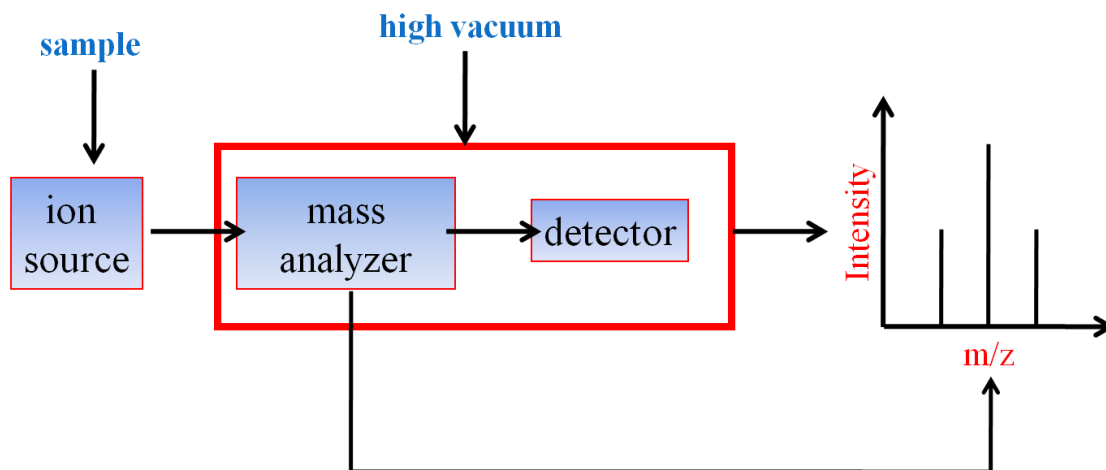 high vacuum
sample
ion
source
mass
analyzer
detector
Intensity
m/z